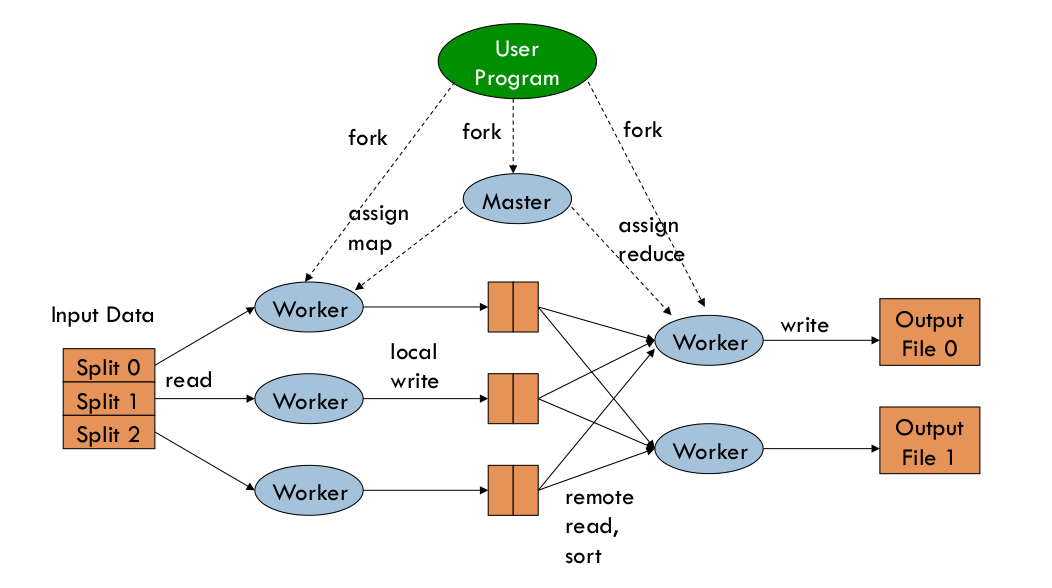 User
Program
fork
fork
fork
Master
assign
map
assign
reduce
Input Data
Worker
Worker
write
Output
File 0
local
write
Split 0
read
Split 1
Worker
Split 2
Worker
Output
File 1
Worker
remote
read,
sort